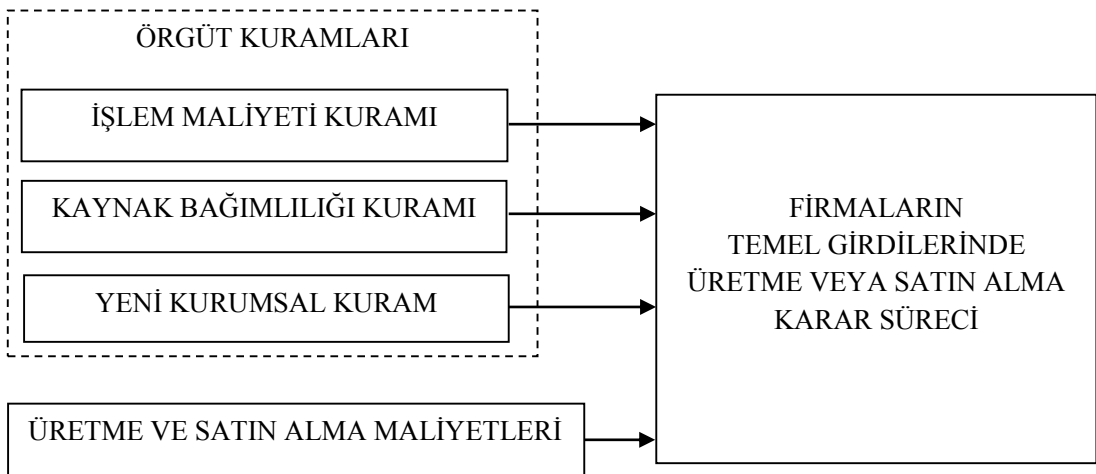 ÖRGÜT KURAMLARI
İŞLEM MALİYETİ KURAMI
KAYNAK BAĞIMLILIĞI KURAMI
YENİ KURUMSAL KURAM
ÜRETME VE SATIN ALMA MALİYETLERİ
FİRMALARIN
TEMEL GİRDİLERİNDE
ÜRETME VEYA SATIN ALMA
KARAR SÜRECİ